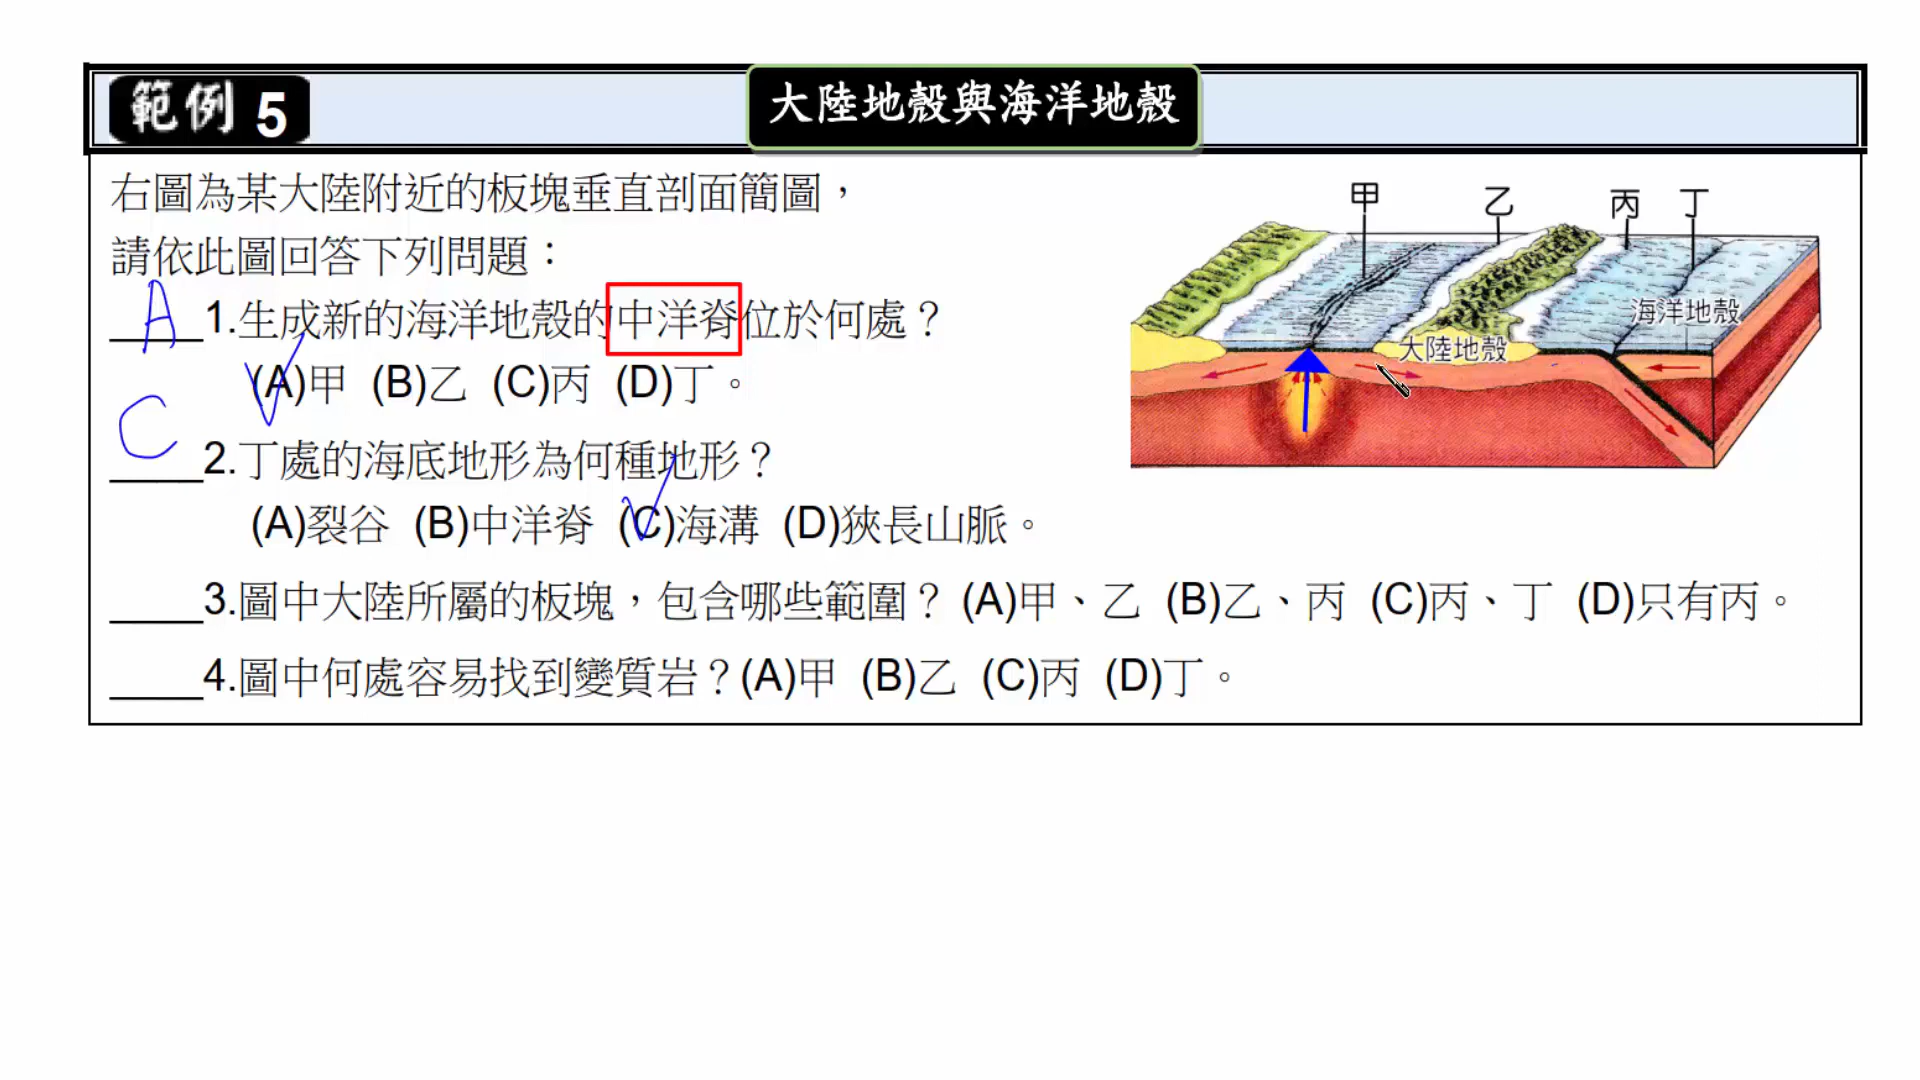 範例 5
大陸地殼與海洋地殼
右圖為某大陸附近的板塊垂直剖面簡圖，
請依此圖回答下列問題：
A 1.生成新的海洋地殼的中洋脊位於何處？
(A)甲 (B)乙 (C)丙 (D)丁。
C 2.丁處的海底地形為何種地形？
(A)裂谷 (B)中洋脊 (C)海溝 (D)狹長山脈。
____3.圖中大陸所屬的板塊，包含哪些範圍？(A)甲、乙 (B)乙、丙 (C)丙、丁 (D)只有丙。
____4.圖中何處容易找到變質岩？(A)甲 (B)乙 (C)丙 (D)丁。
甲 乙 丙 丁
海洋地殼
大陸地殼